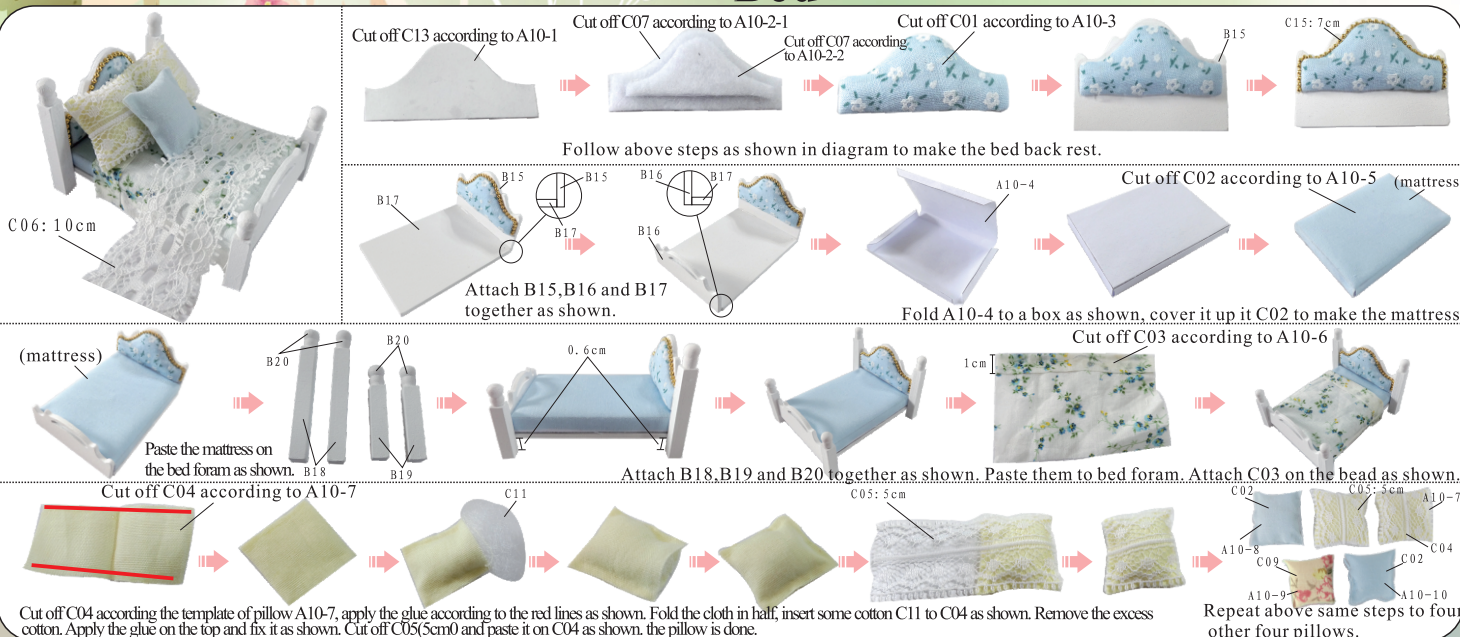 Cut off C13 according to A10-1
Cut off C07 according to A10-2-1
Cut off C07 according
to A10-2-2
Cut off C01 according to A10-3
B15
C15:7cm
Follow above steps as shown in diagram to make the bed back rest.
C06:10cm
B17
B15
B15
B17
Attach B15,B16 and B17
together as shown.
B16
B17
B16
A10-4
Cut off C02 according to A10-5
(mattress
Fold A10-4 to a box as shown, cover it up it C02 to make the mattress
(mattress)
Paste the mattress on
the bed foram as shown.
B20
B20
B18
B19
0.6cm
Attach B18,B19 and B20 together as shown. Paste them to bed foram. Attach C03 on the bead as shown.
1cm
Cut off C03 according to A10-6
Cut off C04 according to A10-7
C11
C05:5cm
C02
C05:5cm
A10-7
A10-8
C04
C09
C02
A10-9
A10-10
Cut off C04 according the template of pillow A10-7, apply the glue according to the red lines as shown. Fold the cloth in half, insert some cotton C11 to C04 as shown. Remove the excess
cotton. Apply the glue on the top and fix it as shown. Cut off C05(5cm0 and paste it on C04 as shown. the pillow is done.
Repeat above same steps to four
other four pillows.